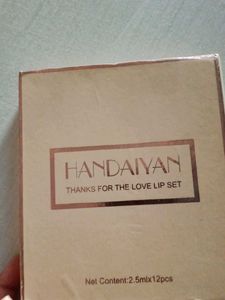 HANDAIYAN
THANKS FOR THE LOVE LIP SET
Net Content:2.5mlx12pcs